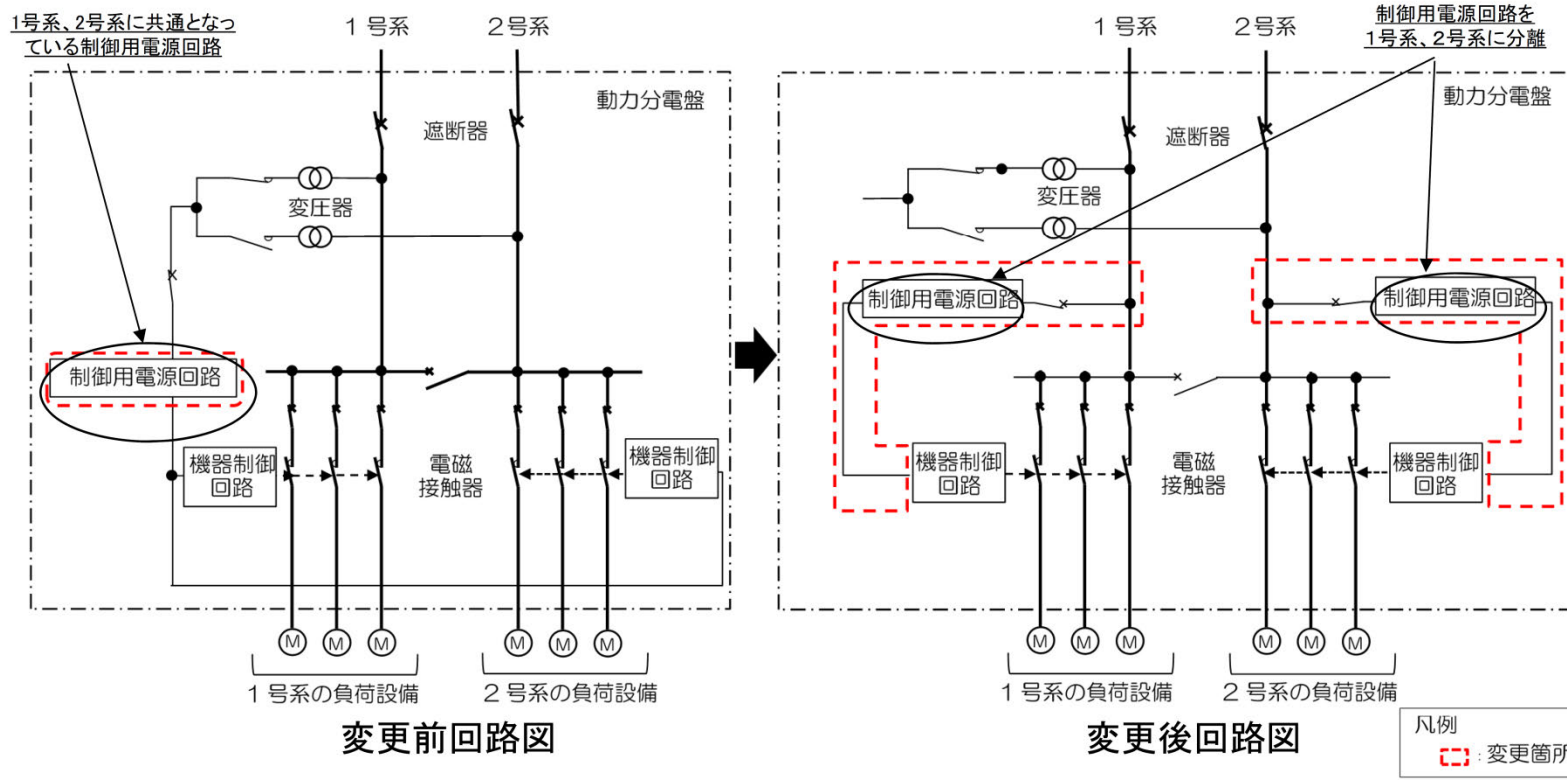 1号系、2号系に共通となっ
ている制御用電源回路
1号系
2号系
動力分電盤
遮断器
変圧器
制御用電源回路
機器制御
回路
電磁
接触器
機器制御
回路
M
M
M
M
M
M
1号系の負荷設備
2号系の負荷設備
変更前回路図
1号系
2号系
制御用電源回路を
1号系、2号系に分離
動力分電盤
遮断器
変圧器
制御用電源回路
制御用電源回路
機器制御
回路
電磁
接触器
機器制御
回路
M
M
M
M
M
M
1号系の負荷設備
2号系の負荷設備
変更後回路図
凡例
:変更箇所